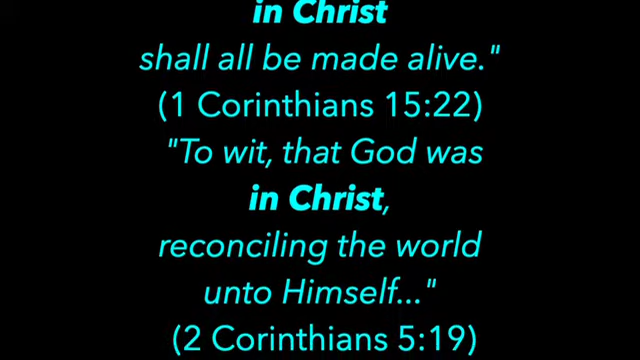 in Christ
shall all be made alive."
(1 Corinthians 15:22)
"To wit, that God was
in Christ,
reconciling the world
unto Himself..."
(2 Corinthians 5:19)